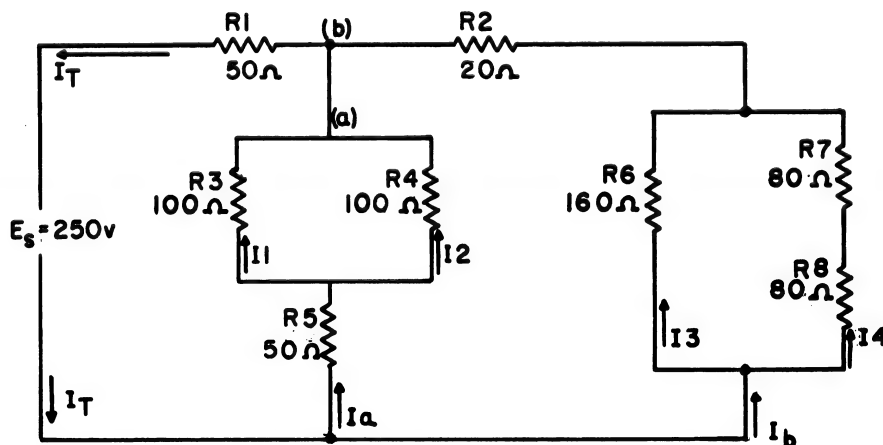 R1
(b)
R2
50Ω
20Ω
I_T
(a)
R3
100Ω
R4
100Ω
R6
160Ω
R7
80Ω
E_s = 250v
I1
I2
R8
80Ω
R5
50Ω
I3
I4
I_T
Ia
I_b